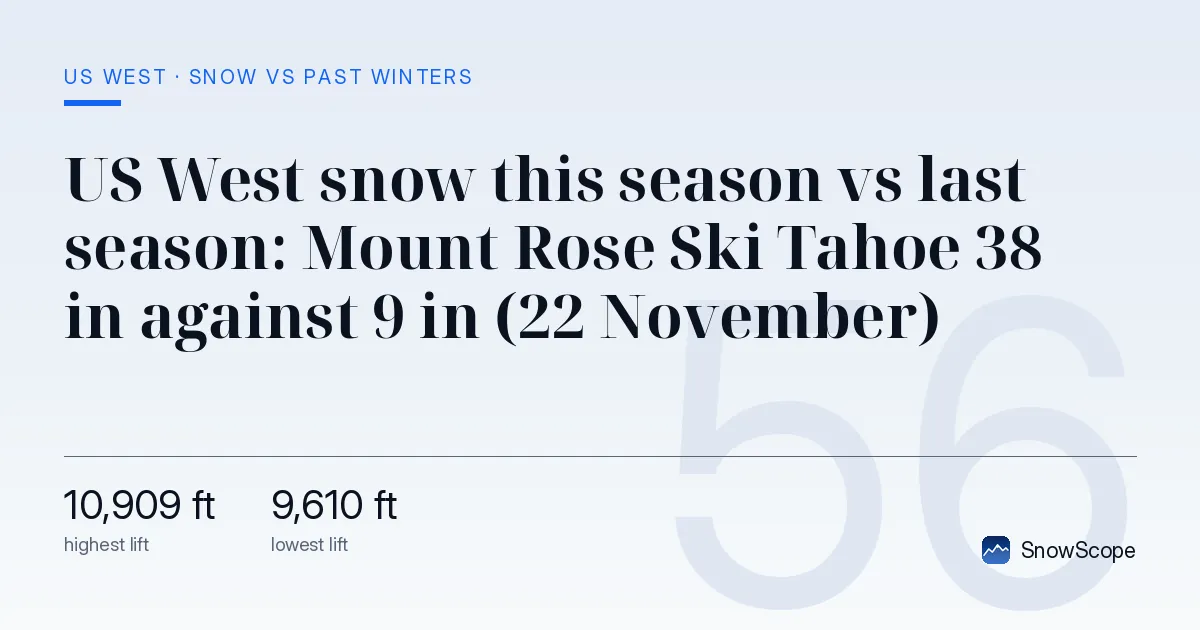 US WEST · SNOW VS PAST WINTERS
US West snow this season vs last
season: Mount Rose Ski Tahoe 38
in against 9 in (22 November)
56
10,909 ft
highest lift
9,610 ft
lowest lift
SnowScope